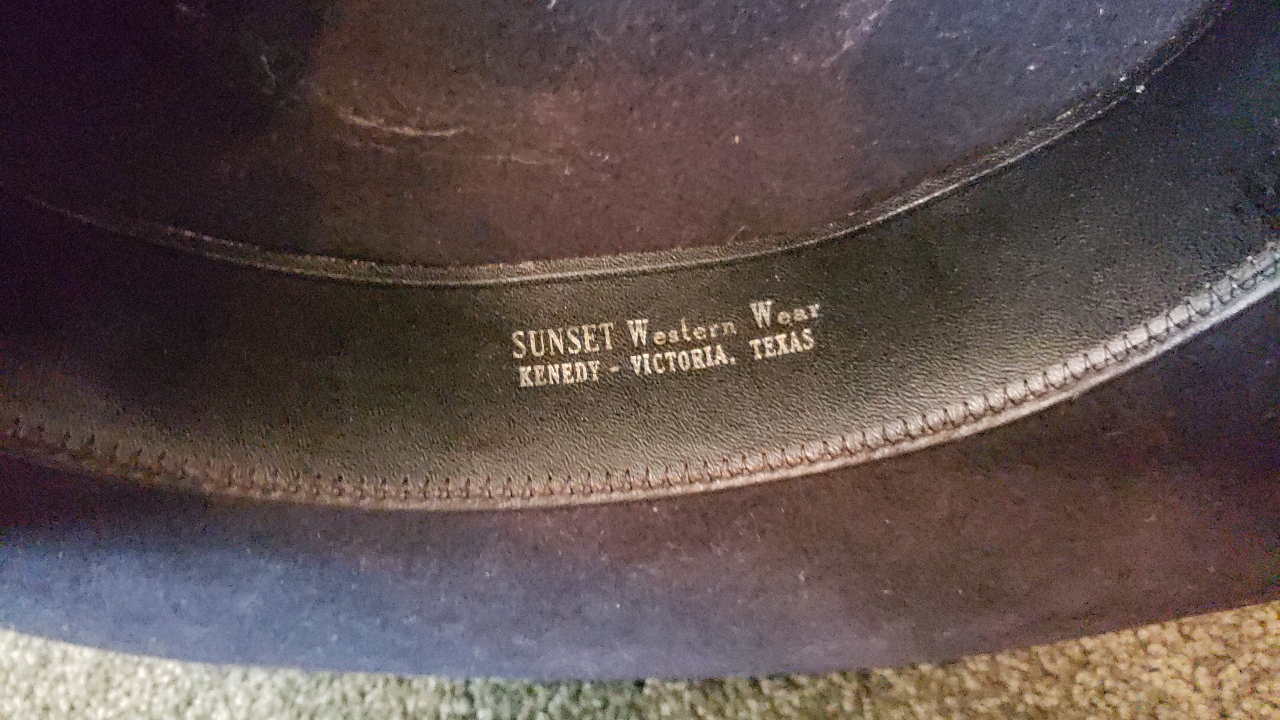 SUNSET Western Wear
KENEDY - VICTORIA, TEXAS